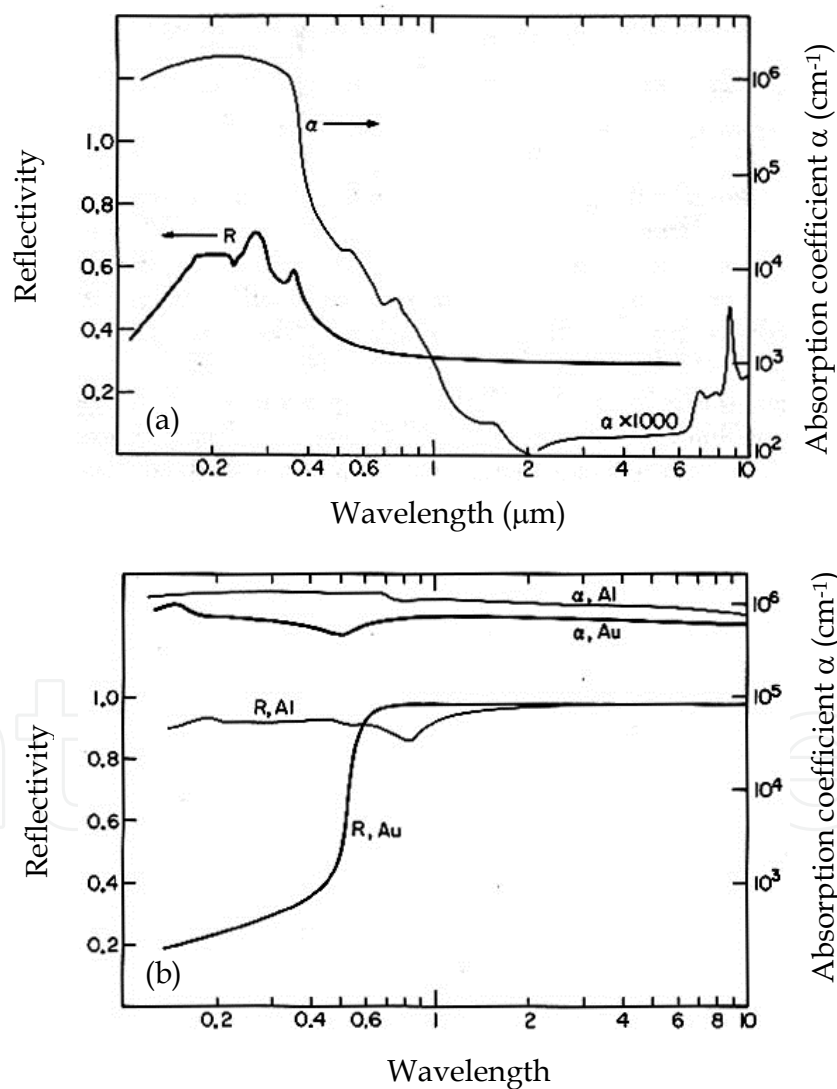 Reflectivity
Absorption coefficient α (cm-1)
1.0
0.8
0.6
0.4
0.2
10⁶
10⁵
10⁴
10³
10²
α
R
α ×1000
(a)
0.2
0.4
0.6
1
2
4
6
8
10
Wavelength (μm)
Reflectivity
Absorption coefficient α (cm-1)
1.0
0.8
0.6
0.4
0.2
10⁶
10⁵
10⁴
10³
α, Al
α, Au
R, Al
R, Au
(b)
0.2
0.4
0.6
1
2
4
6
8
10
Wavelength